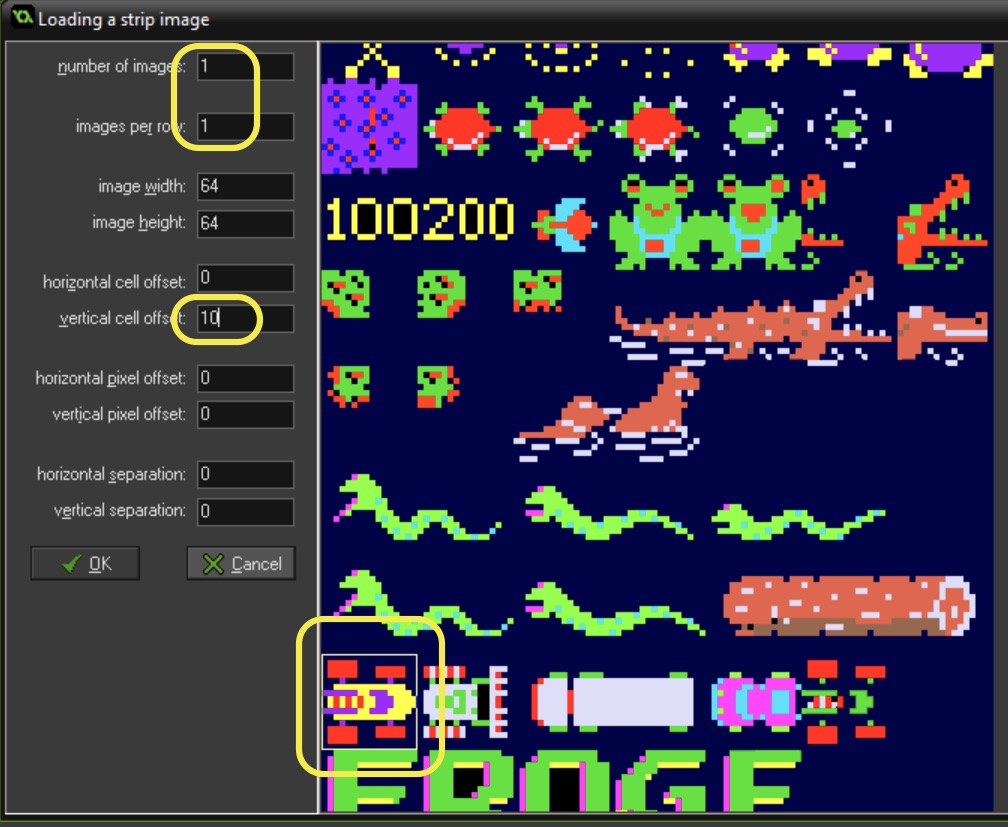 Loading a strip image
number of images: 1
images per row: 1
image width: 64
image height: 64
horizontal cell offset: 0
vertical cell offset: 10
horizontal pixel offset: 0
vertical pixel offset: 0
horizontal separation: 0
vertical separation: 0
OK Cancel
100200
FROGE